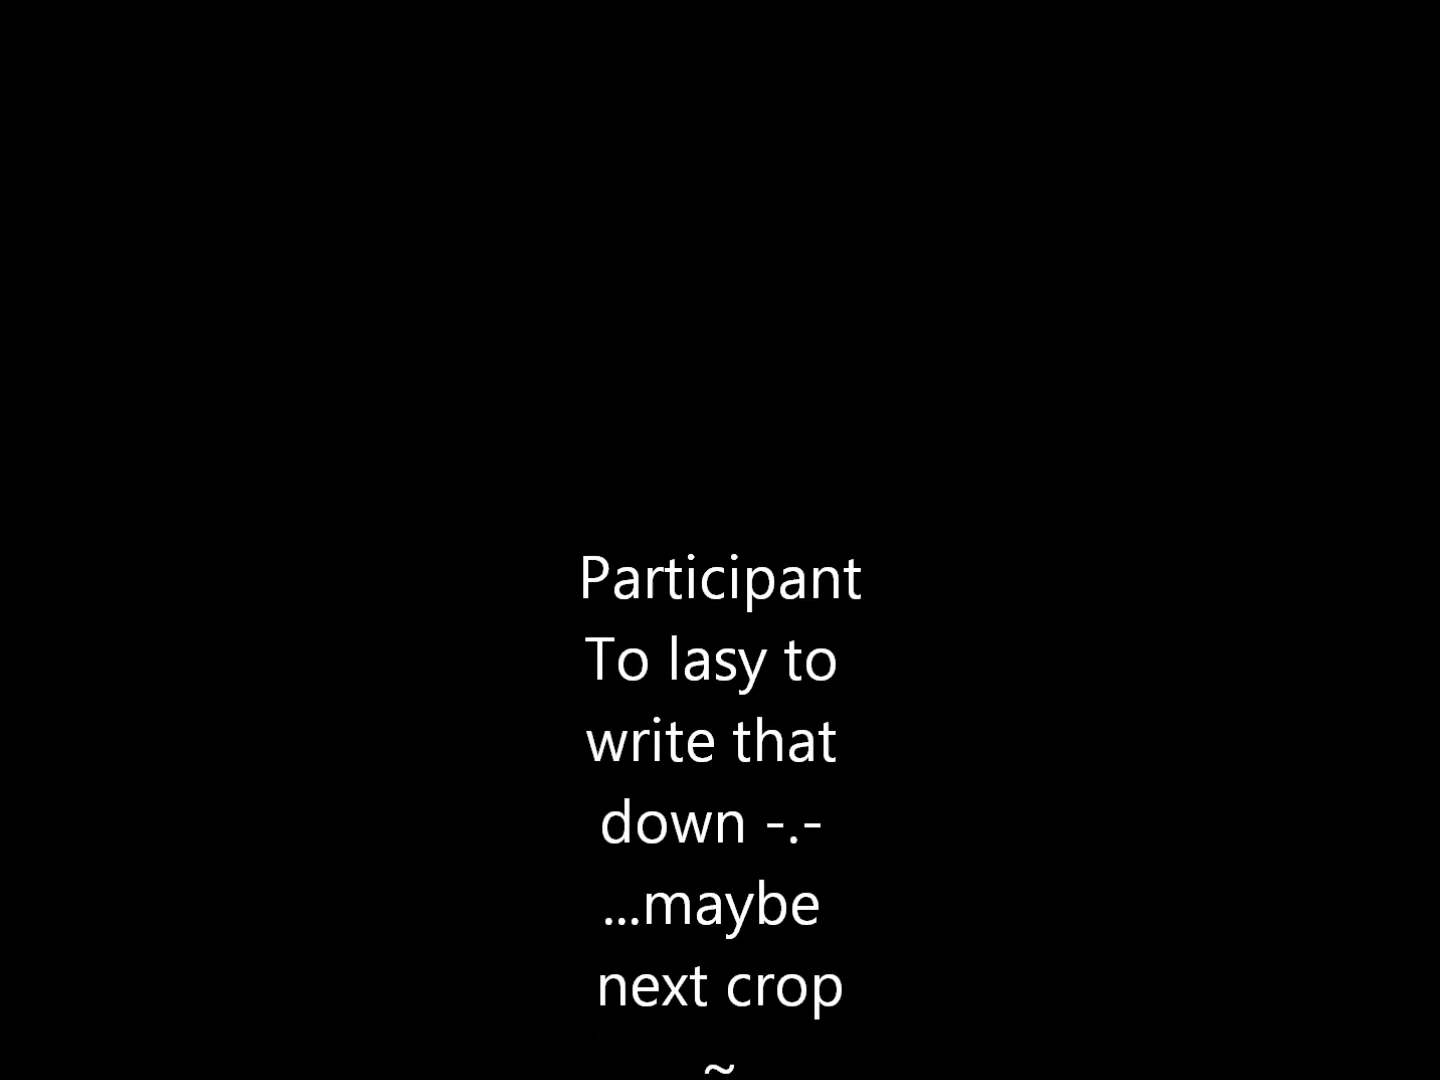 Participant
To lasy to
write that
down -.-
...maybe
next crop
~